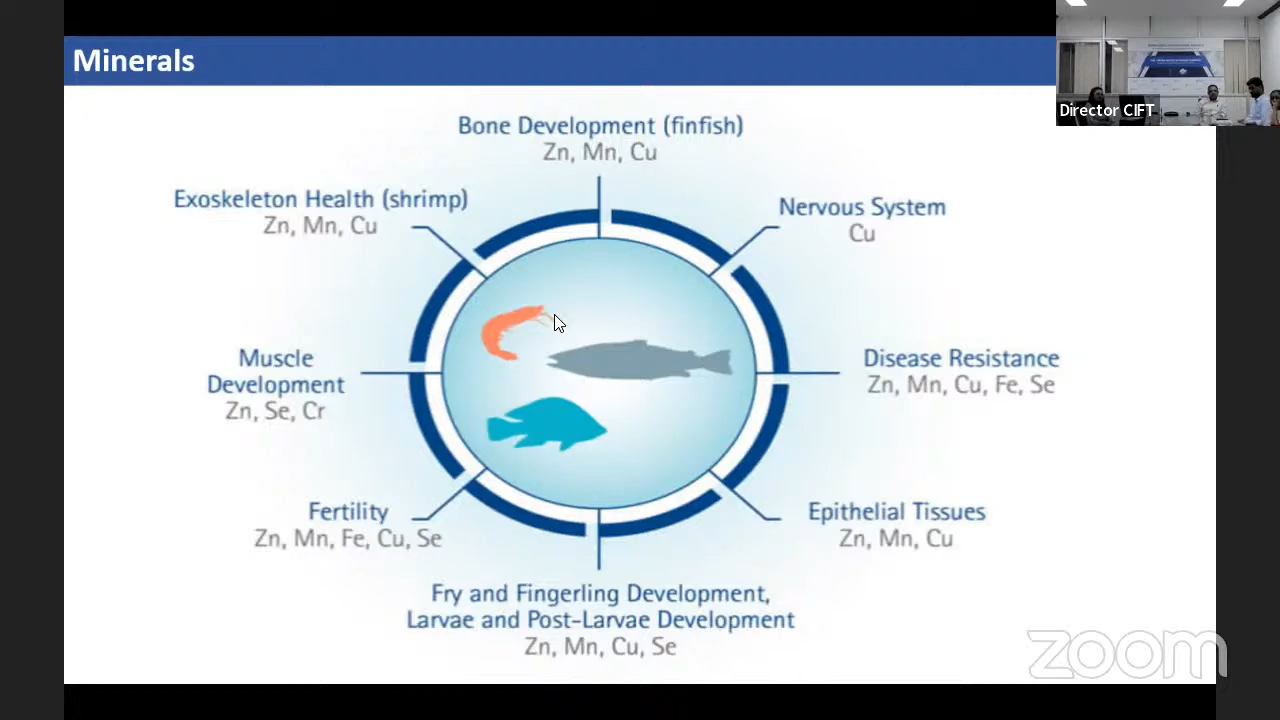 Minerals
Director CIFT
Bone Development (finfish)
Zn, Mn, Cu
Exoskeleton Health (shrimp)
Zn, Mn, Cu
Nervous System
Cu
Muscle
Development
Zn, Se, Cr
Disease Resistance
Zn, Mn, Cu, Fe, Se
Fertility
Zn, Mn, Fe, Cu, Se
Epithelial Tissues
Zn, Mn, Cu
Fry and Fingerling Development,
Larvae and Post-Larvae Development
Zn, Mn, Cu, Se
zoom